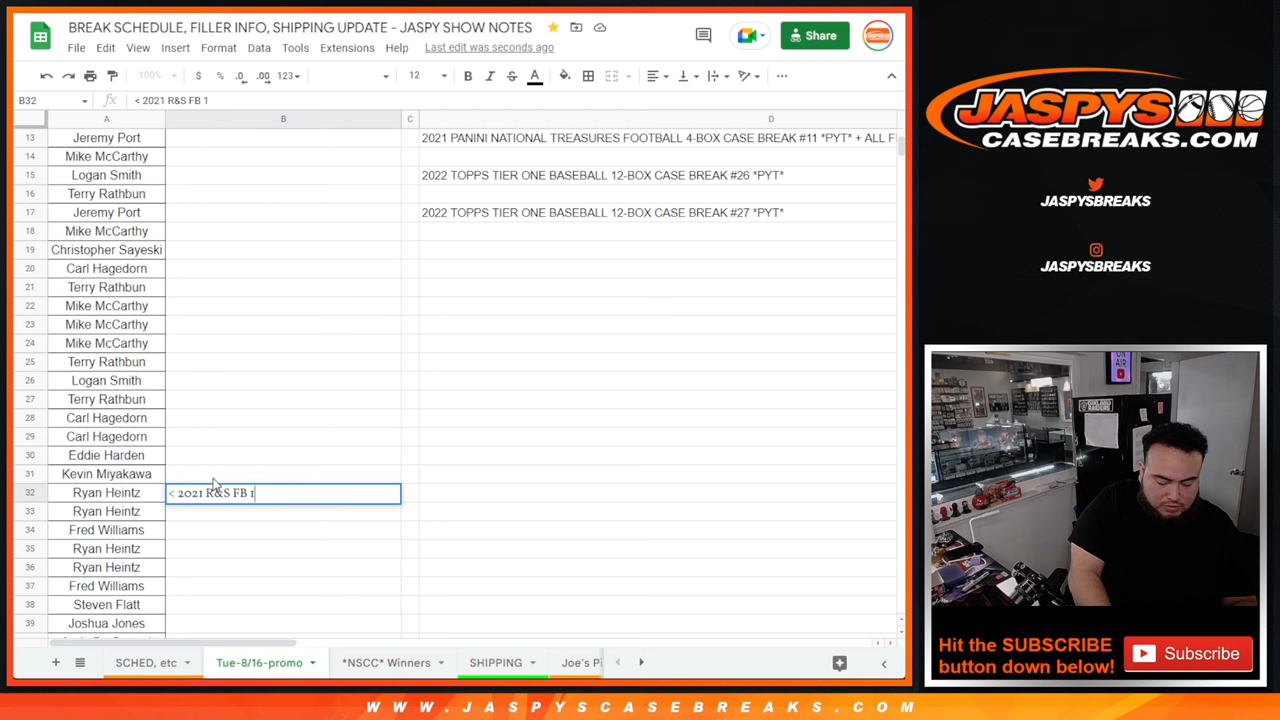 BREAK SCHEDULE, FILLER INFO, SHIPPING UPDATE - JASPY SHOW NOTES
File Edit View Insert Format Data Tools Extensions Help Last edit was seconds ago
Share
100% $ % .0 .00 123 12 B I S A
B32 fx < 2021 R&S FB 1
A B C D
13 Jeremy Port 2021 PANINI NATIONAL TREASURES FOOTBALL 4-BOX CASE BREAK #11 *PYT* + ALL F
14 Mike McCarthy
15 Logan Smith 2022 TOPPS TIER ONE BASEBALL 12-BOX CASE BREAK #26 *PYT*
16 Terry Rathbun
17 Jeremy Port 2022 TOPPS TIER ONE BASEBALL 12-BOX CASE BREAK #27 *PYT*
18 Mike McCarthy
19 Christopher Sayeski
20 Carl Hagedorn
21 Terry Rathbun
22 Mike McCarthy
23 Mike McCarthy
24 Mike McCarthy
25 Terry Rathbun
26 Logan Smith
27 Terry Rathbun
28 Carl Hagedorn
29 Carl Hagedorn
30 Eddie Harden
31 Kevin Miyakawa
32 Ryan Heintz < 2021 R&S FB 1
33 Ryan Heintz
34 Fred Williams
35 Ryan Heintz
36 Ryan Heintz
37 Fred Williams
38 Steven Flatt
39 Joshua Jones
SCHED, etc Tue-8/16-promo *NSCC* Winners SHIPPING Joe's P
JASPYS
CASEBREAKS.COM
JASPYSBREAKS
JASPYSBREAKS
ON
AIR
Hit the SUBSCRIBE
button down below!
Subscribe
WWW.JASPYSCASEBREAKS.COM